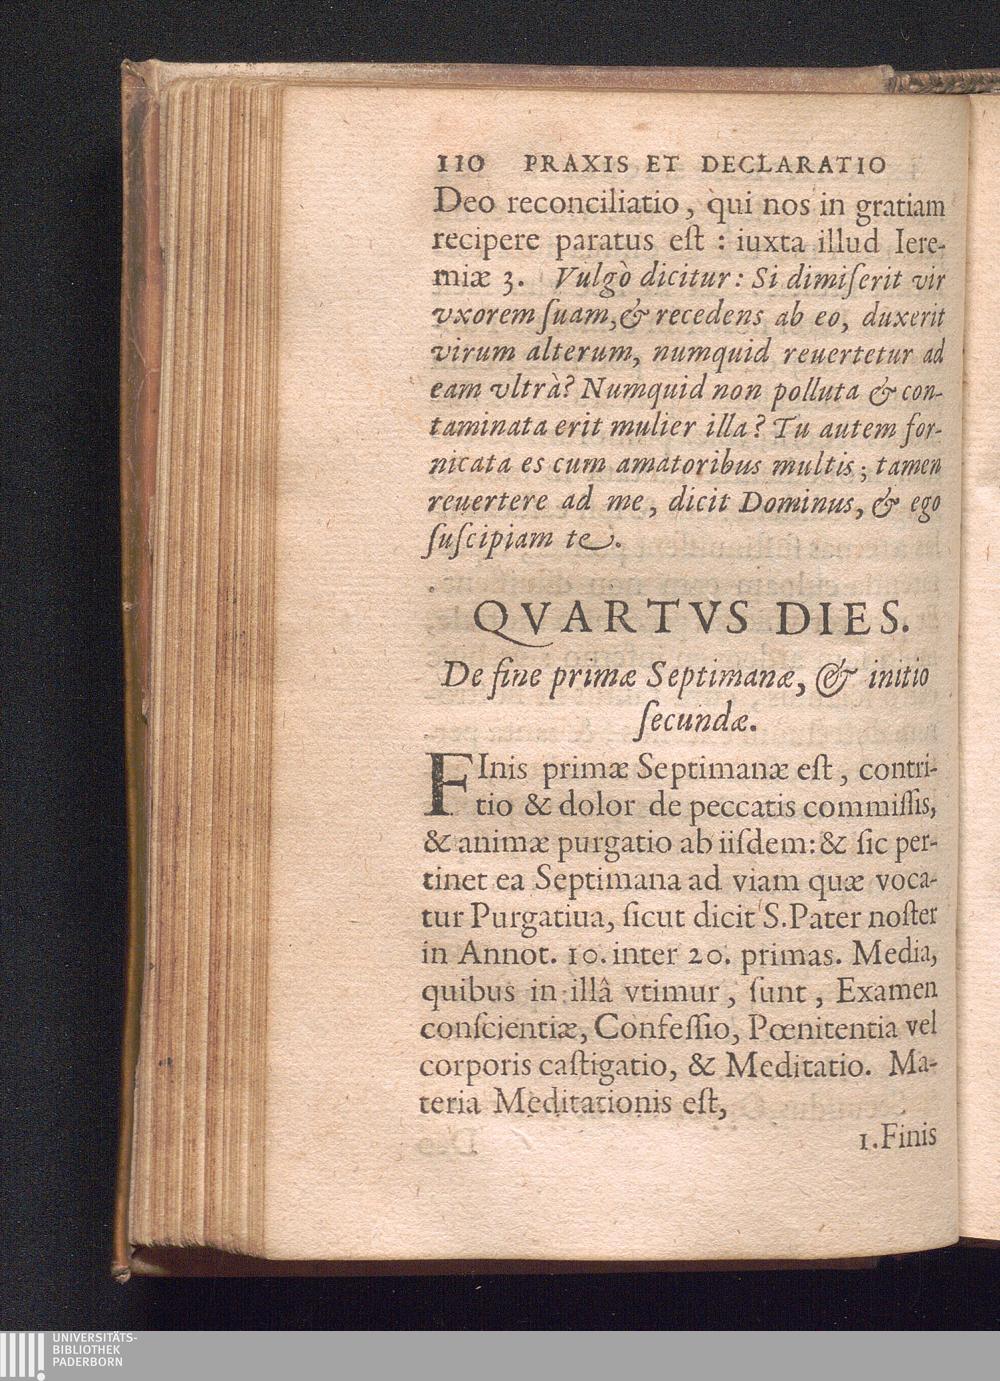 110 PRAXIS ET DECLARATIO
Deo reconciliatio, qui nos in gratiam
recipere paratus eſt : iuxta illud Iere-
miæ 3. Vulgò dicitur: Si dimiſerit vir
vxorem ſuam, & recedens ab eo, duxerit
virum alterum, numquid reuertetur ad
eam vltrà? Numquid non polluta & con-
taminata erit mulier illa? Tu autem for-
nicata es cum amatoribus multis; tamen
reuertere ad me, dicit Dominus, & ego
ſuſcipiam te.
QVARTVS DIES.
De fine primæ Septimanæ, & initio
ſecundæ.
FInis primæ Septimanæ eſt, contri-
tio & dolor de peccatis commiſſis,
& animæ purgatio ab iiſdem: & ſic per-
tinet ea Septimana ad viam quæ voca-
tur Purgatiua, ſicut dicit S. Pater noſter
in Annot. 10. inter 20. primas. Media,
quibus in illâ vtimur, ſunt, Examen
conſcientiæ, Confeſſio, Pœnitentia vel
corporis caſtigatio, & Meditatio. Ma-
teria Meditationis eſt,
1. Finis
UNIVERSITÄTS-
BIBLIOTHEK
PADERBORN